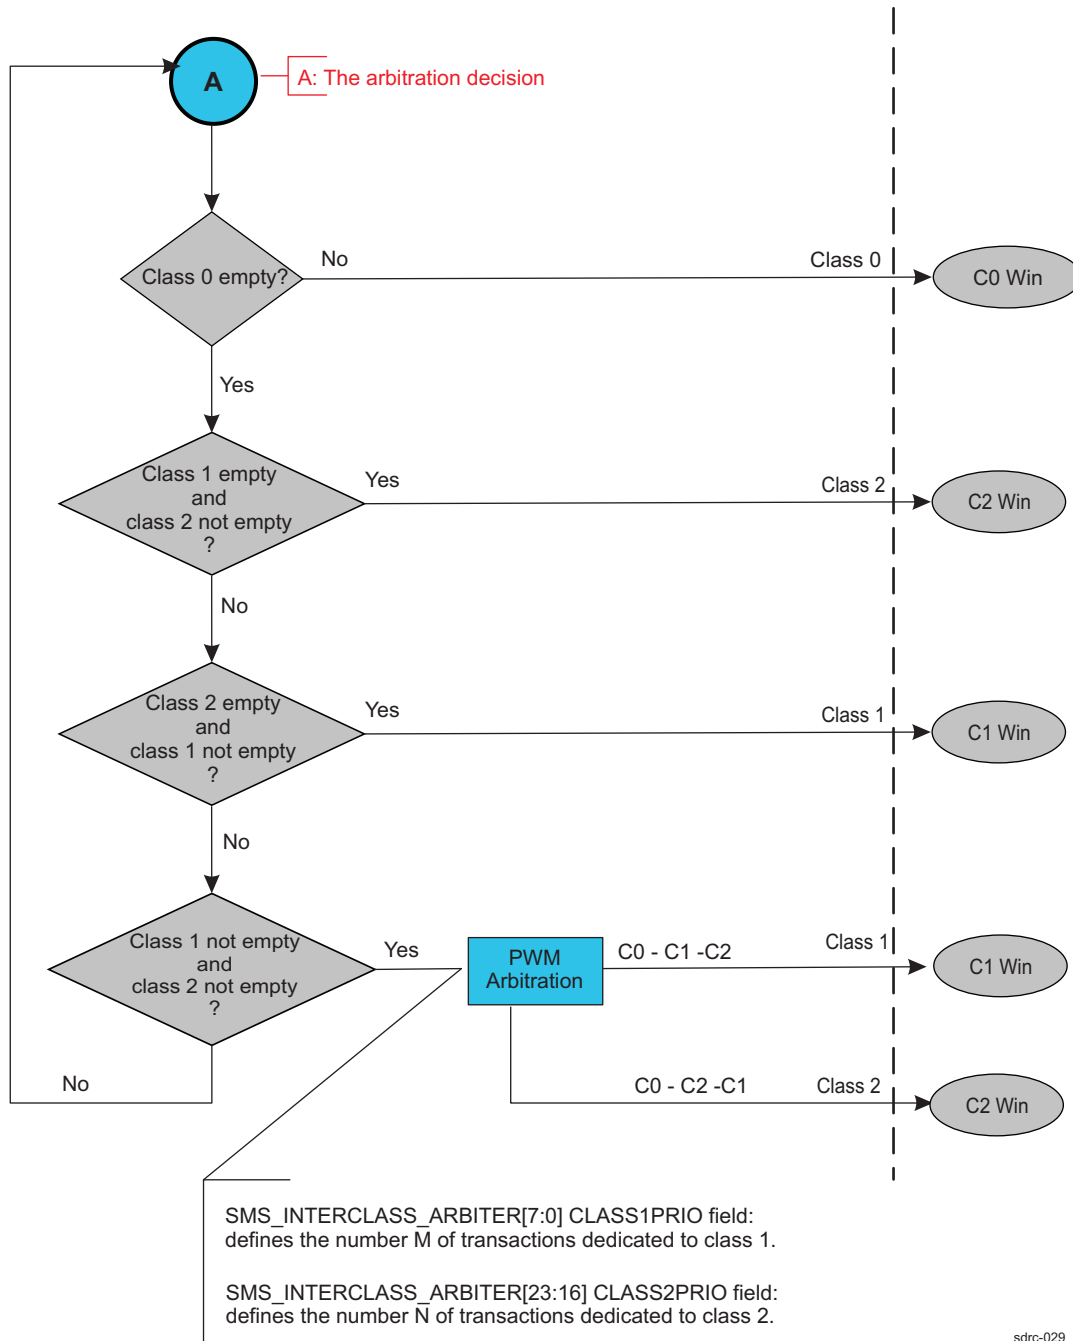 A
A: The arbitration decision
Class 0 empty?
No
Class 0
C0 Win
Yes
Class 1 empty
and
class 2 not empty
?
Yes
Class 2
C2 Win
No
Class 2 empty
and
class 1 not empty
?
Yes
Class 1
C1 Win
No
Class 1 not empty
and
class 2 not empty
?
Yes
PWM
Arbitration
C0 - C1 -C2
Class 1
C1 Win
No
C0 - C2 -C1
Class 2
C2 Win
SMS_INTERCLASS_ARBITER[7:0] CLASS1PRIO field:
defines the number M of transactions dedicated to class 1.
SMS_INTERCLASS_ARBITER[23:16] CLASS2PRIO field:
defines the number N of transactions dedicated to class 2.
sdrc-029